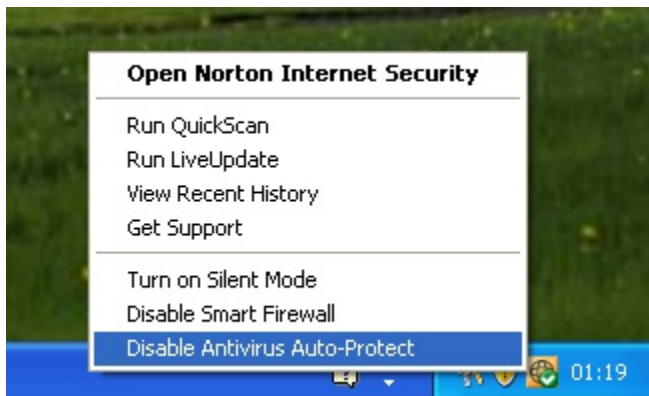 Open Norton Internet Security
Run QuickScan
Run LiveUpdate
View Recent History
Get Support
Turn on Silent Mode
Disable Smart Firewall
Disable Antivirus Auto-Protect
01:19